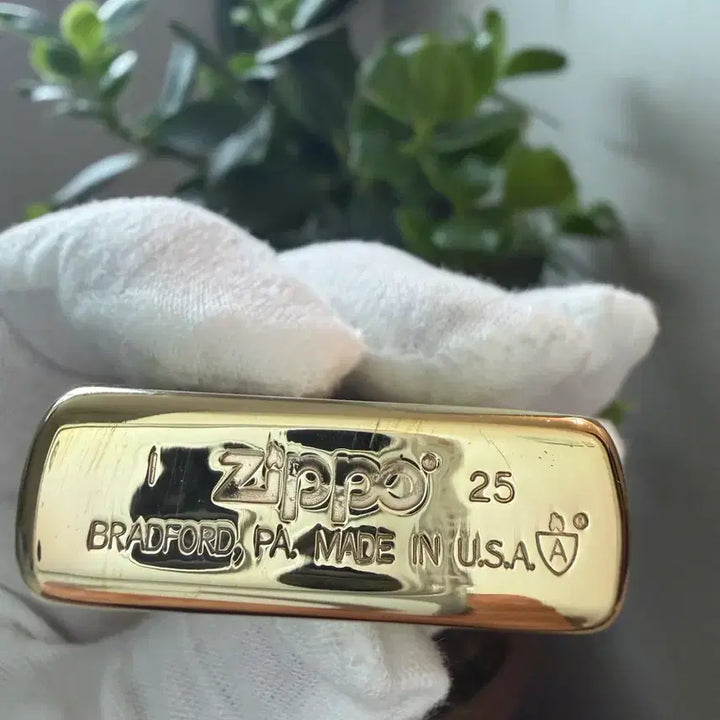 I zippo® 25
BRADFORD, PA. MADE IN U.S.A. A®